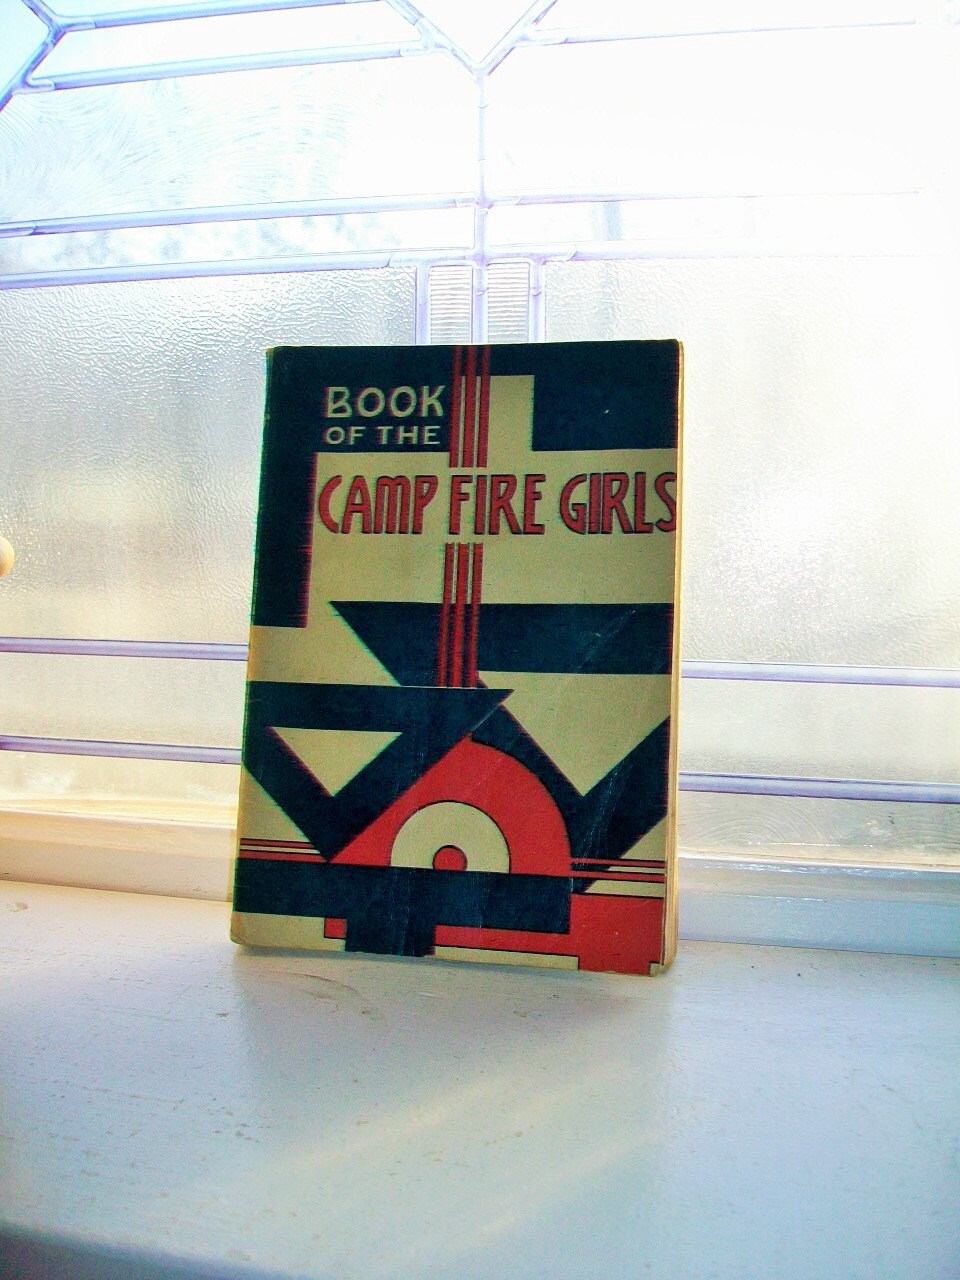 BOOK
OF THE
CAMP FIRE GIRLS